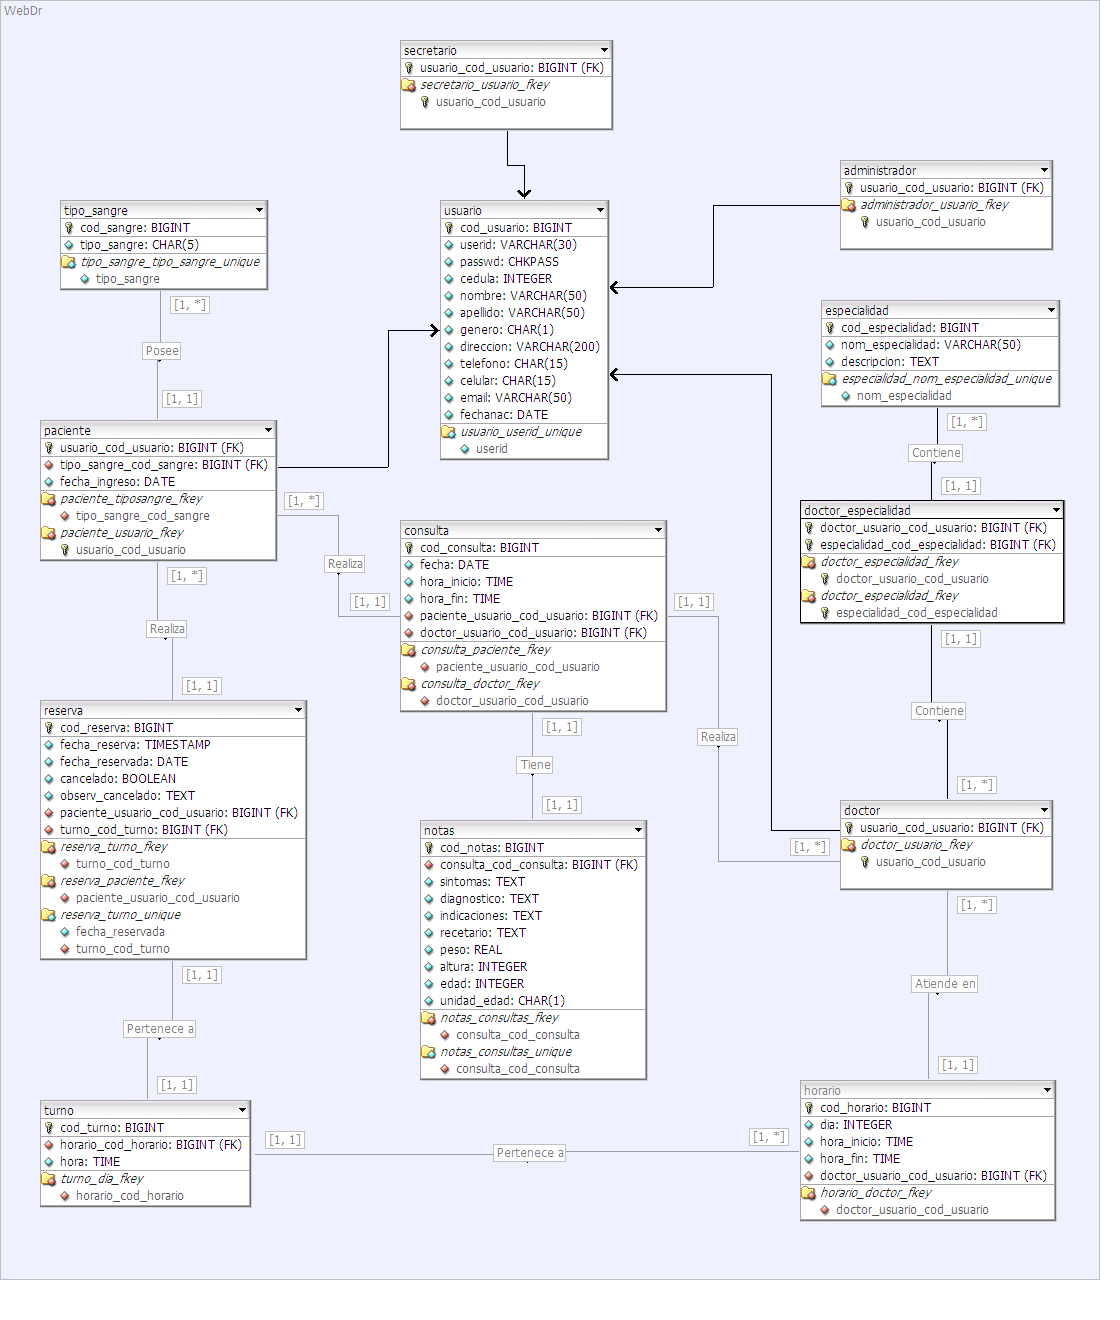 WebDr
secretario
usuario_cod_usuario: BIGINT (FK)
secretario_usuario_fkey
usuario_cod_usuario
administrador
usuario_cod_usuario: BIGINT (FK)
administrador_usuario_fkey
usuario_cod_usuario
tipo_sangre
cod_sangre: BIGINT
tipo_sangre: CHAR(5)
tipo_sangre_tipo_sangre_unique
tipo_sangre
[1, *]
Posee
[1, 1]
usuario
cod_usuario: BIGINT
userid: VARCHAR(30)
passwd: CHKPASS
cedula: INTEGER
nombre: VARCHAR(50)
apellido: VARCHAR(50)
genero: CHAR(1)
direccion: VARCHAR(200)
telefono: CHAR(15)
celular: CHAR(15)
email: VARCHAR(50)
fechanac: DATE
usuario_userid_unique
userid
especialidad
cod_especialidad: BIGINT
nom_especialidad: VARCHAR(50)
descripcion: TEXT
especialidad_nom_especialidad_unique
nom_especialidad
[1, *]
Contiene
[1, 1]
paciente
usuario_cod_usuario: BIGINT (FK)
tipo_sangre_cod_sangre: BIGINT (FK)
fecha_ingreso: DATE
paciente_tiposangre_fkey
tipo_sangre_cod_sangre
paciente_usuario_fkey
usuario_cod_usuario
[1, *]
Realiza
[1, 1]
[1, *]
Realiza
[1, 1]
consulta
cod_consulta: BIGINT
fecha: DATE
hora_inicio: TIME
hora_fin: TIME
paciente_usuario_cod_usuario: BIGINT (FK)
doctor_usuario_cod_usuario: BIGINT (FK)
consulta_paciente_fkey
paciente_usuario_cod_usuario
consulta_doctor_fkey
doctor_usuario_cod_usuario
[1, 1]
Realiza
[1, *]
doctor_especialidad
doctor_usuario_cod_usuario: BIGINT (FK)
especialidad_cod_especialidad: BIGINT (FK)
doctor_especialidad_fkey
doctor_usuario_cod_usuario
doctor_especialidad_fkey
especialidad_cod_especialidad
[1, 1]
Contiene
[1, *]
reserva
cod_reserva: BIGINT
fecha_reserva: TIMESTAMP
fecha_reservada: DATE
cancelado: BOOLEAN
observ_cancelado: TEXT
paciente_usuario_cod_usuario: BIGINT (FK)
turno_cod_turno: BIGINT (FK)
reserva_turno_fkey
turno_cod_turno
reserva_paciente_fkey
paciente_usuario_cod_usuario
reserva_turno_unique
fecha_reservada
turno_cod_turno
[1, 1]
Pertenece a
[1, 1]
[1, 1]
Tiene
[1, 1]
notas
cod_notas: BIGINT
consulta_cod_consulta: BIGINT (FK)
sintomas: TEXT
diagnostico: TEXT
indicaciones: TEXT
recetario: TEXT
peso: REAL
altura: INTEGER
edad: INTEGER
unidad_edad: CHAR(1)
notas_consultas_fkey
consulta_cod_consulta
notas_consultas_unique
consulta_cod_consulta
doctor
usuario_cod_usuario: BIGINT (FK)
doctor_usuario_fkey
usuario_cod_usuario
[1, *]
Atiende en
[1, 1]
turno
cod_turno: BIGINT
horario_cod_horario: BIGINT (FK)
hora: TIME
turno_dia_fkey
horario_cod_horario
[1, 1]
Pertenece a
[1, *]
horario
cod_horario: BIGINT
dia: INTEGER
hora_inicio: TIME
hora_fin: TIME
doctor_usuario_cod_usuario: BIGINT (FK)
horario_doctor_fkey
doctor_usuario_cod_usuario